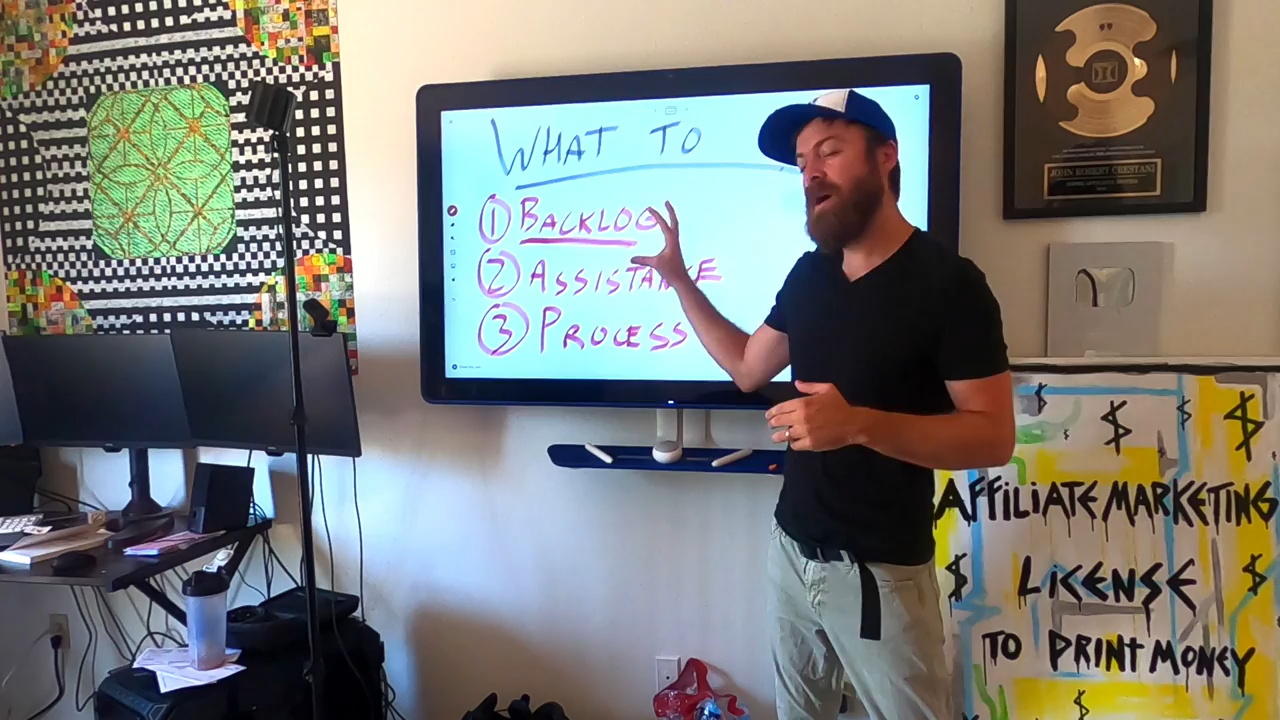 WHAT TO
① BACKLOG
② ASSISTANCE
③ PROCESS
JOHN ROBERT CRESTANI
AFFILIATE MARKETING
LICENSE
TO PRINT MONEY